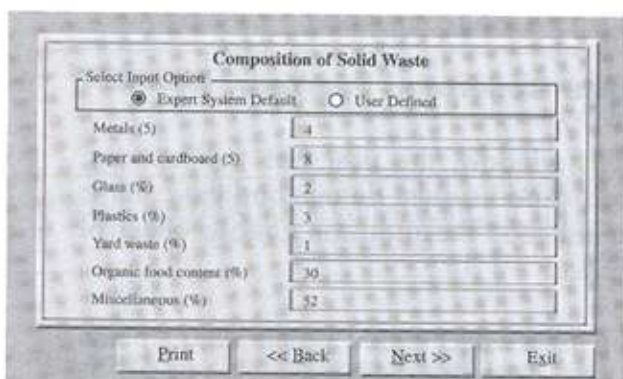 Composition of Solid Waste
Select Input Option
Expert System Default User Defined
Metals (5) 4
Paper and cardboard (5) 8
Glass (%) 2
Plastics (%) 3
Yard waste (%) 1
Organic food content (%) 30
Miscellaneous (%) 52
Print << Back Next >> Exit